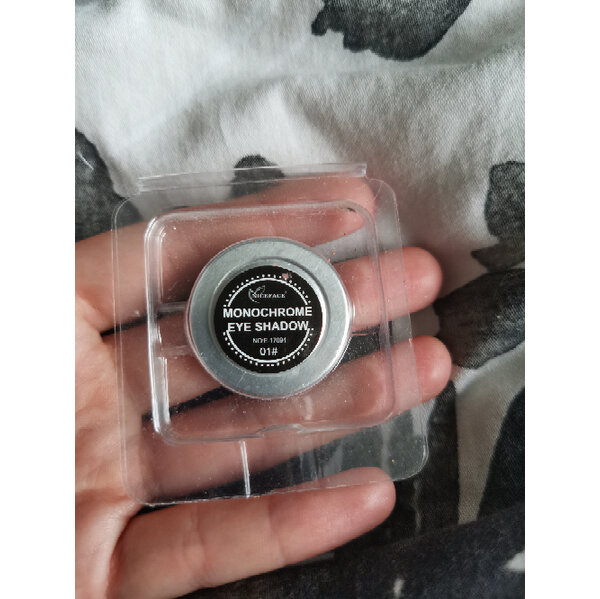 NICEFACE
MONOCHROME
EYE SHADOW
NO:F-17091
01#